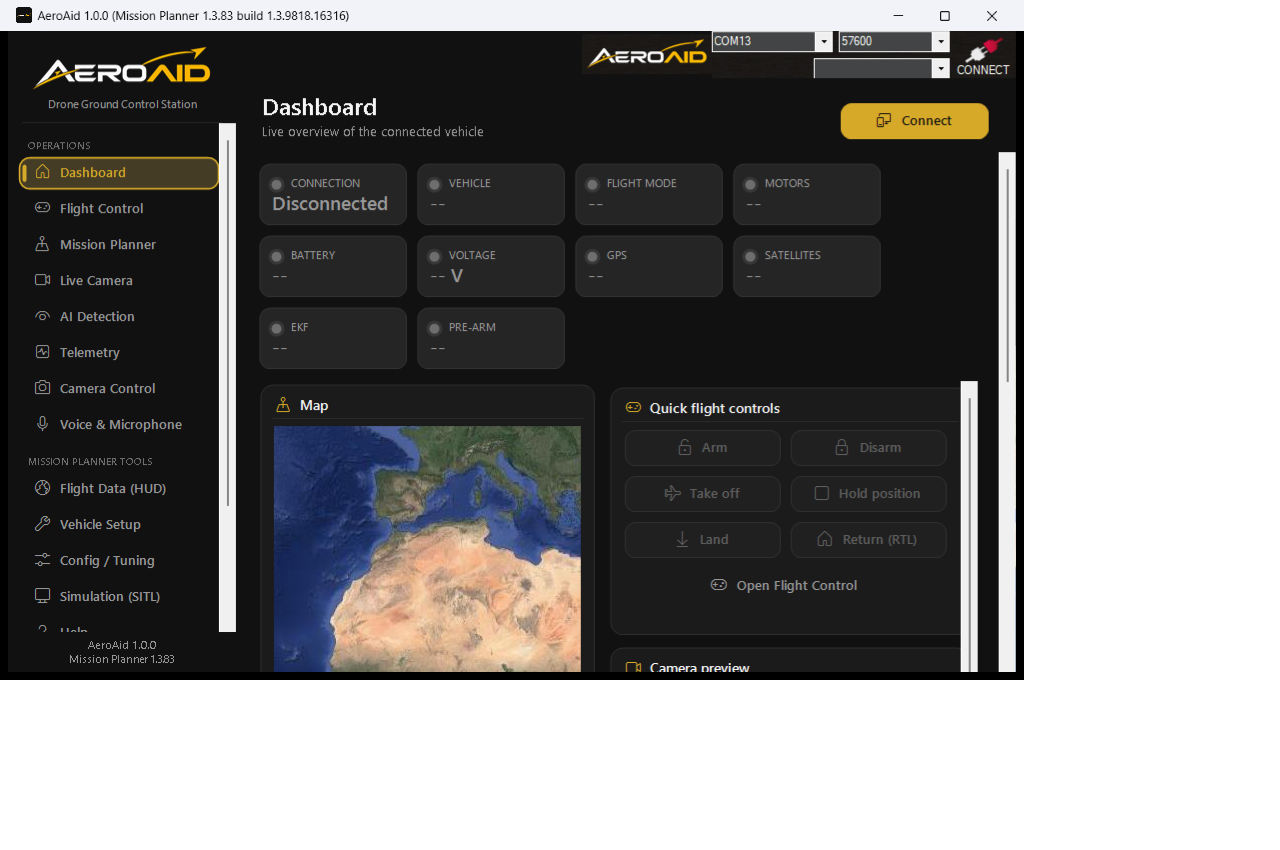 AeroAid 1.0.0 (Mission Planner 1.3.83 build 1.3.9818.16316)
AEROAID
Drone Ground Control Station
AEROAID
COM13
57600
CONNECT
Dashboard
Live overview of the connected vehicle
Connect
OPERATIONS
Dashboard
Flight Control
Mission Planner
Live Camera
AI Detection
Telemetry
Camera Control
Voice & Microphone
MISSION PLANNER TOOLS
Flight Data (HUD)
Vehicle Setup
Config / Tuning
Simulation (SITL)
Help
AeroAid 1.0.0
Mission Planner 1.3.83
CONNECTION
Disconnected
VEHICLE
--
FLIGHT MODE
--
MOTORS
--
BATTERY
--
VOLTAGE
-- V
GPS
--
SATELLITES
--
EKF
--
PRE-ARM
--
Map
Quick flight controls
Arm
Disarm
Take off
Hold position
Land
Return (RTL)
Open Flight Control
Camera preview